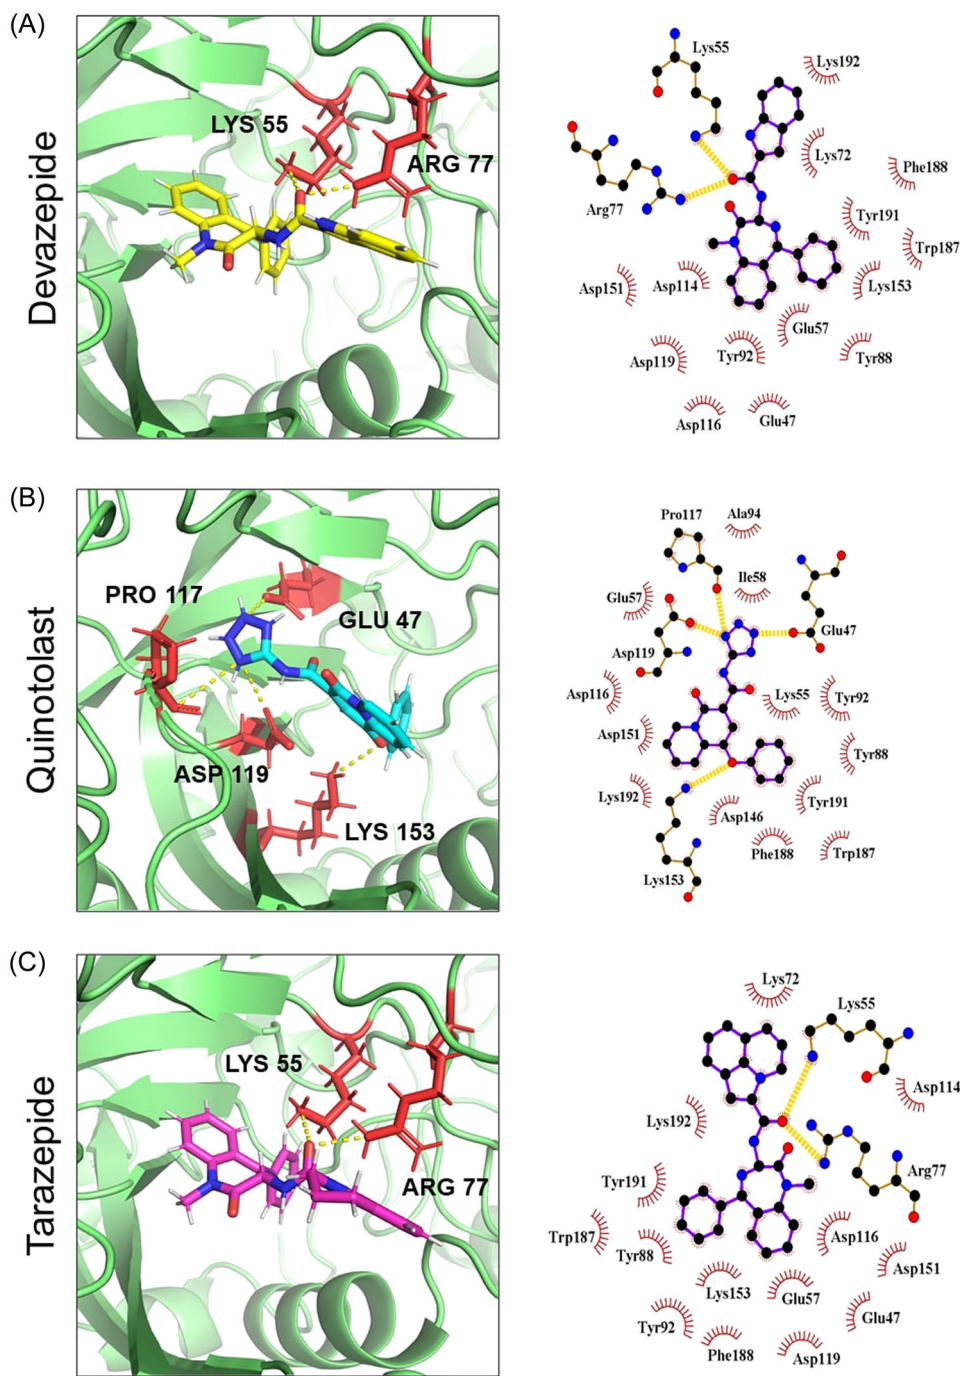 (A)
Devazepide
LYS 55
ARG 77
Lys55
Lys192
Lys72
Phe188
Arg77
Tyr191
Trp187
Asp151
Asp114
Lys153
Glu57
Asp119
Tyr92
Tyr88
Asp116
Glu47
(B)
Quinotolast
PRO 117
GLU 47
ASP 119
LYS 153
Pro117
Ala94
Ile58
Glu57
Glu47
Asp119
Asp116
Lys55
Tyr92
Asp151
Tyr88
Lys192
Asp146
Tyr191
Phe188
Trp187
Lys153
(C)
Tarazepide
LYS 55
ARG 77
Lys72
Lys55
Asp114
Lys192
Arg77
Tyr191
Trp187
Tyr88
Asp116
Asp151
Lys153
Glu57
Glu47
Tyr92
Phe188
Asp119